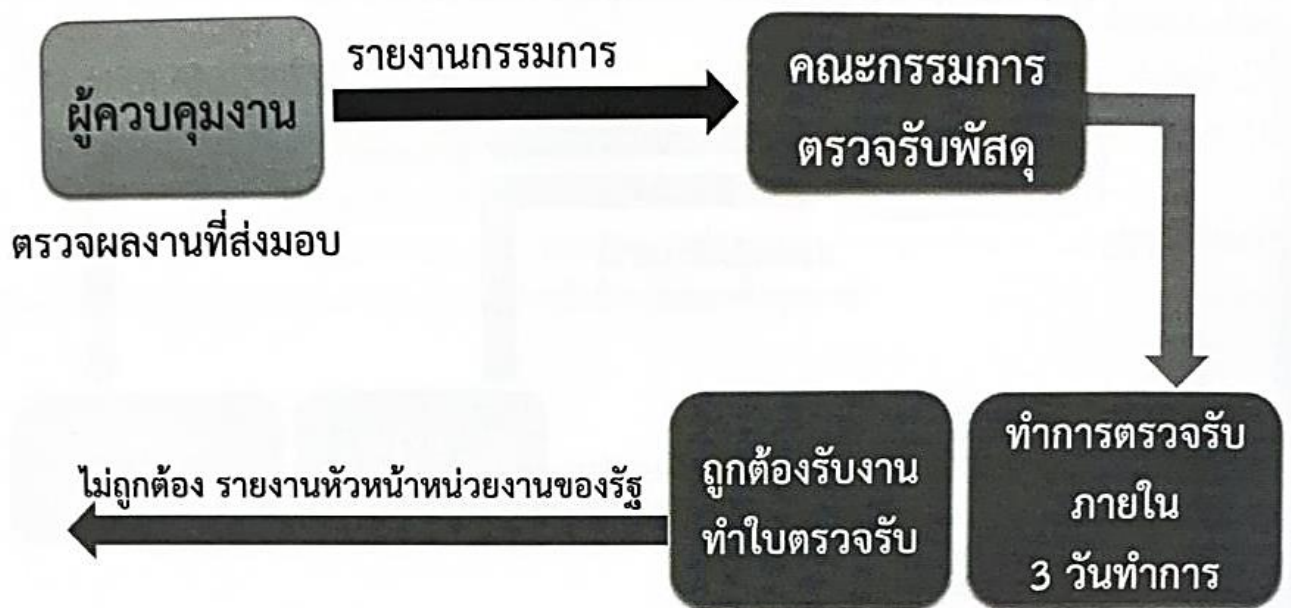 ผู้ควบคุมงาน
รายงานกรรมการ
คณะกรรมการ
ตรวจรับพัสดุ
ตรวจผลงานที่ส่งมอบ
ไม่ถูกต้อง รายงานหัวหน้าหน่วยงานของรัฐ
ถูกต้องรับงาน
ทำใบตรวจรับ
ทำการตรวจรับ
ภายใน
3 วันทำการ